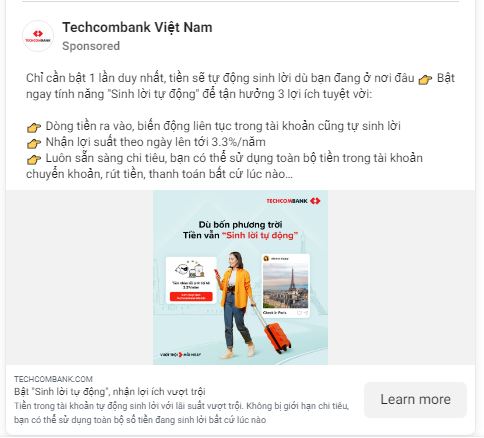 TECHCOMBANK
Techcombank Việt Nam
Sponsored
Chỉ cần bật 1 lần duy nhất, tiền sẽ tự động sinh lời dù bạn đang ở nơi đâu 👉 Bật
ngay tính năng "Sinh lời tự động" để tận hưởng 3 lợi ích tuyệt vời:
👉 Dòng tiền ra vào, biến động liên tục trong tài khoản cũng tự sinh lời
👉 Nhận lợi suất theo ngày lên tới 3.3%/năm
👉 Luôn sẵn sàng chi tiêu, bạn có thể sử dụng toàn bộ tiền trong tài khoản
chuyển khoản, rút tiền, thanh toán bất cứ lúc nào...
TECHCOMBANK
Dù bốn phương trời
Tiền vẫn “Sinh lời tự động”
Check in Paris
VƯỢT TRỘI HƠN MỖI NGÀY
TECHCOMBANK.COM
Bật "Sinh lời tự động", nhận lợi ích vượt trội
Tiền trong tài khoản tự động sinh lời với lãi suất vượt trội. Không bị giới hạn chi tiêu,
bạn có thể sử dụng toàn bộ số tiền đang sinh lời bất cứ lúc nào
Learn more